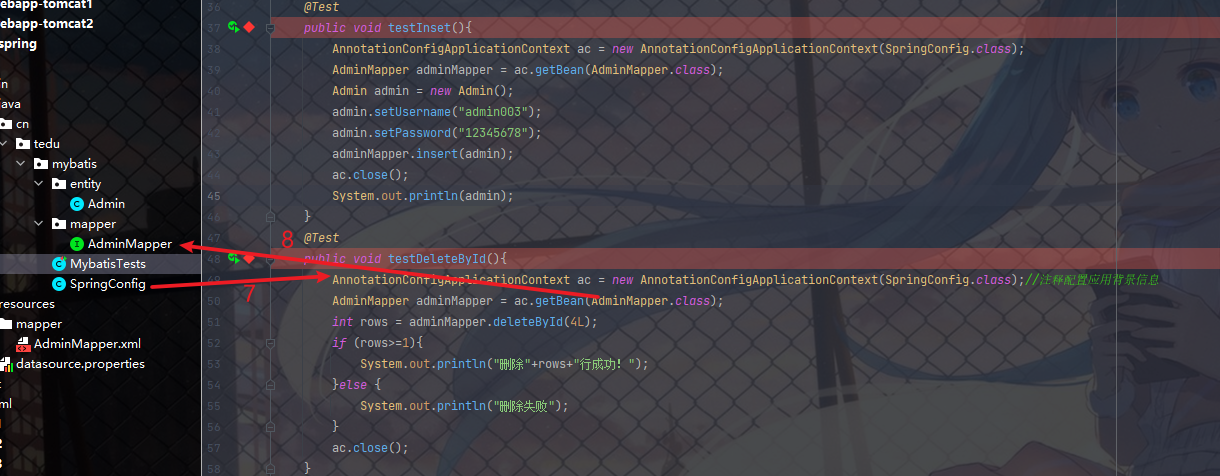 ebapp-tomcat1
ebapp-tomcat2
spring
in
ava
cn
tedu
mybatis
entity
Admin
mapper
AdminMapper
MybatisTests
SpringConfig
resources
mapper
AdminMapper.xml
datasource.properties
ml
2
3
36 @Test
37 public void testInset(){
38 AnnotationConfigApplicationContext ac = new AnnotationConfigApplicationContext(SpringConfig.class);
39 AdminMapper adminMapper = ac.getBean(AdminMapper.class);
40 Admin admin = new Admin();
41 admin.setUsername("admin003");
42 admin.setPassword("12345678");
43 adminMapper.insert(admin);
44 ac.close();
45 System.out.println(admin);
46 }
47 @Test
8
48 public void testDeleteById(){
49 AnnotationConfigApplicationContext ac = new AnnotationConfigApplicationContext(SpringConfig.class);//注释配置应用背景信息
7
50 AdminMapper adminMapper = ac.getBean(AdminMapper.class);
51 int rows = adminMapper.deleteById(4L);
52 if (rows>=1){
53 System.out.println("删除"+rows+"行成功！");
54 }else {
55 System.out.println("删除失败");
56 }
57 ac.close();
58 }